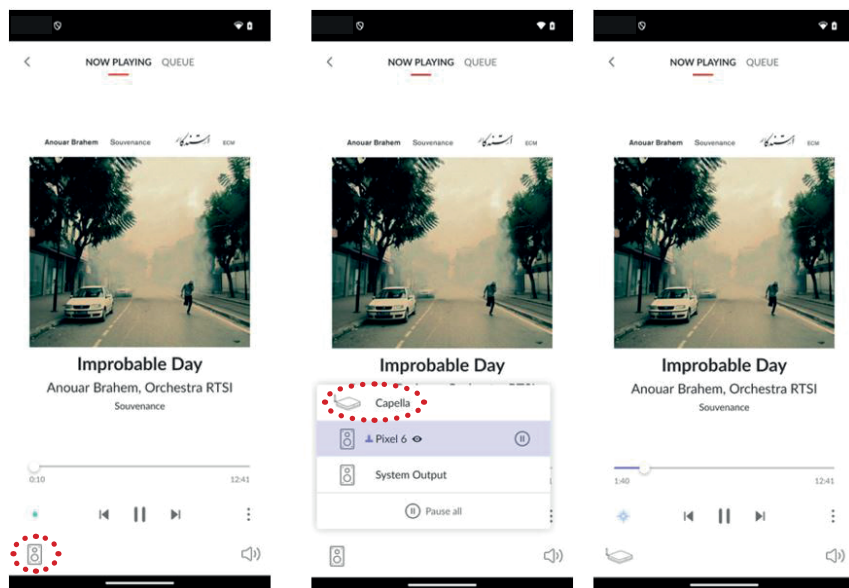 NOW PLAYING QUEUE
Anouar Brahem Souvenance ECM
Improbable Day
Anouar Brahem, Orchestra RTSI
Souvenance
0:10 12:41
NOW PLAYING QUEUE
Anouar Brahem Souvenance ECM
Improbable Day
Capella
Pixel 6
System Output
Pause all
NOW PLAYING QUEUE
Anouar Brahem Souvenance ECM
Improbable Day
Anouar Brahem, Orchestra RTSI
Souvenance
1:40 12:41